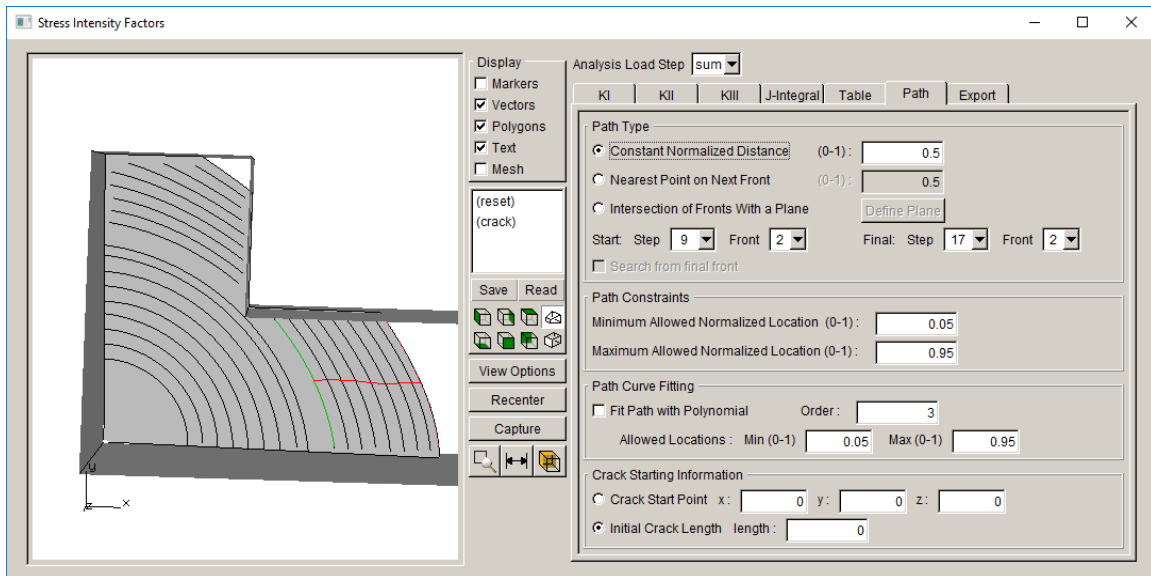 Stress Intensity Factors
Display
Markers
Vectors
Polygons
Text
Mesh
(reset)
(crack)
Save Read
View Options
Recenter
Capture
y
z x
Analysis Load Step sum
KI KII KIII J-Integral Table Path Export
Path Type
Constant Normalized Distance (0-1) : 0.5
Nearest Point on Next Front (0-1) : 0.5
Intersection of Fronts With a Plane Define Plane
Start: Step 9 Front 2 Final: Step 17 Front 2
Search from final front
Path Constraints
Minimum Allowed Normalized Location (0-1) : 0.05
Maximum Allowed Normalized Location (0-1) : 0.95
Path Curve Fitting
Fit Path with Polynomial Order : 3
Allowed Locations : Min (0-1) 0.05 Max (0-1) 0.95
Crack Starting Information
Crack Start Point x : 0 y : 0 z : 0
Initial Crack Length length : 0